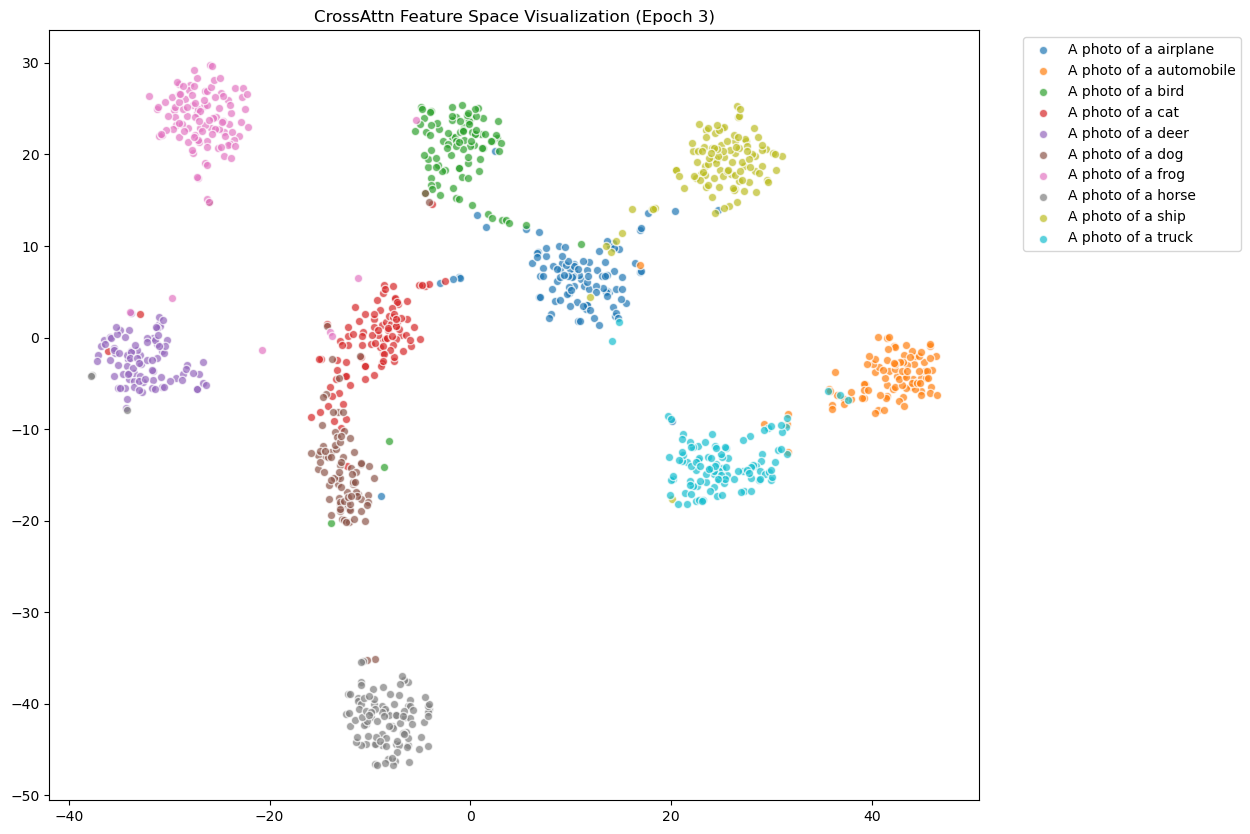 CrossAttn Feature Space Visualization (Epoch 3)
A photo of a airplane
A photo of a automobile
A photo of a bird
A photo of a cat
A photo of a deer
A photo of a dog
A photo of a frog
A photo of a horse
A photo of a ship
A photo of a truck
30
20
10
0
−10
−20
−30
−40
−50
−40
−20
0
20
40